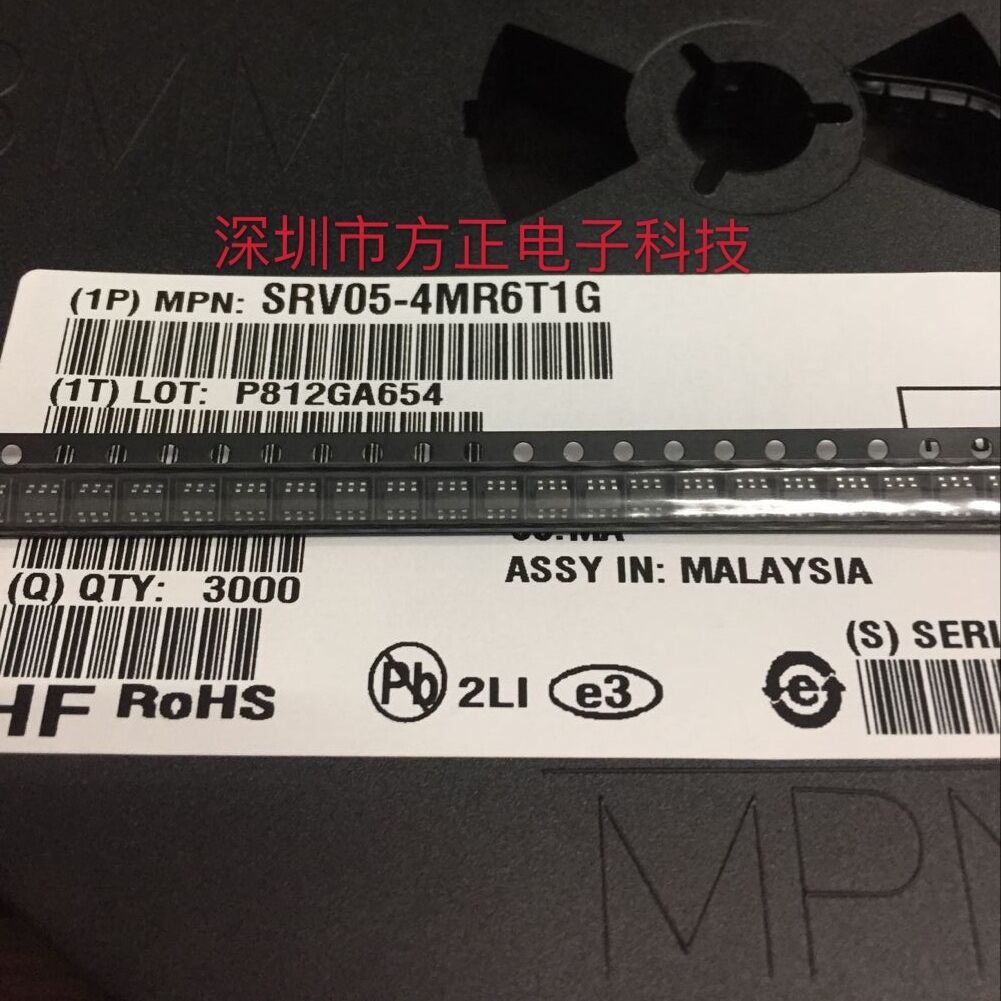 8MM
深圳市方正电子科技
(1P) MPN: SRV05-4MR6T1G
(1T) LOT: P812GA654
ASSY IN: MALAYSIA
(Q) QTY: 3000
(S) SERI
HF RoHS
Pb 2LI e3 e
MPN